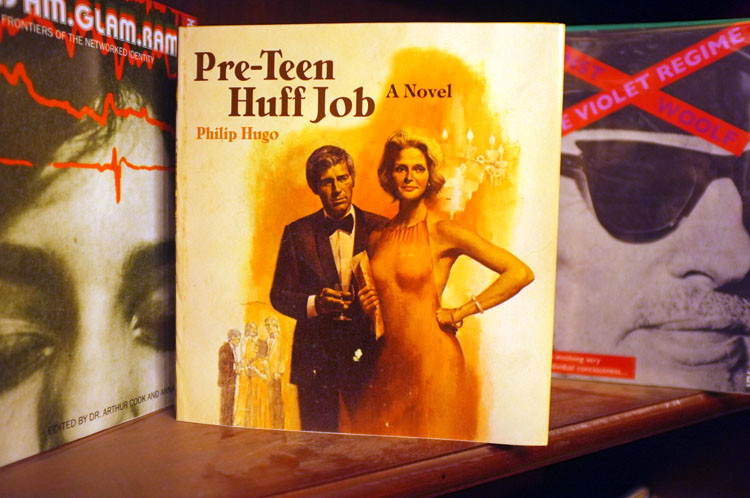 AM.GLAM.RAM
FRONTIERS OF THE NETWORKED IDENTITY
EDITED BY DR. ARTHUR COOK AND
Pre-Teen
Huff Job
A Novel
Philip Hugo
VIOLET REGIME
WOOLF